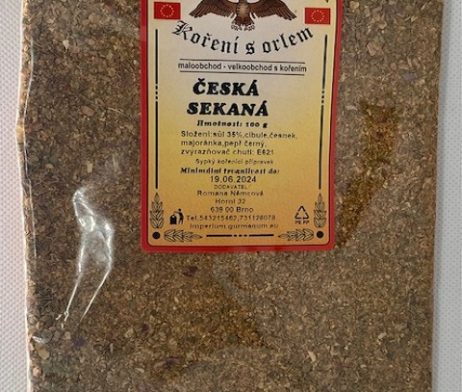 Koření s orlem
maloobchod - velkoobchod s kořením
ČESKÁ
SEKANÁ
Hmotnost: 100 g
Složení:sůl 35%,cibule,česnek,
majoránka,pepř černý,
zvýrazňovač chuti: E621
Sypký kořenící přípravek
Minimální trvanlivost do:
19.06.2024
DODAVATEL:
Romana Němcová
Horní 32
639 00 Brno
Tel.543215462,731128078
imperium.gurmanum.eu
PE PP